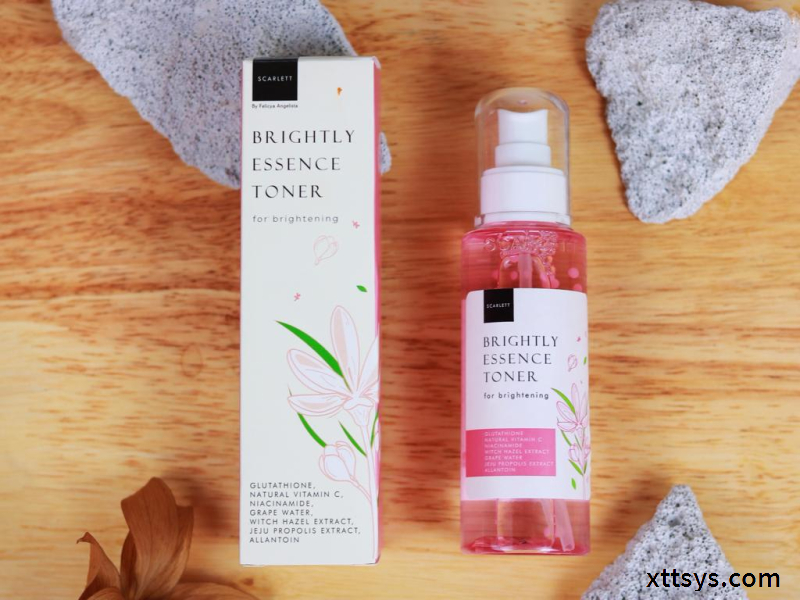 SCARLETT
By Felicya Angelista
BRIGHTLY
ESSENCE
TONER
for brightening
GLUTATHIONE,
NATURAL VITAMIN C,
NIACINAMIDE,
GRAPE WATER,
WITCH HAZEL EXTRACT,
JEJU PROPOLIS EXTRACT,
ALLANTOIN
SCARLETT
BRIGHTLY
ESSENCE
TONER
for brightening
GLUTATHIONE
NATURAL VITAMIN C
NIACINAMIDE
WITCH HAZEL EXTRACT
GRAPE WATER
JEJU PROPOLIS EXTRACT
ALLANTOIN
xttsys.com